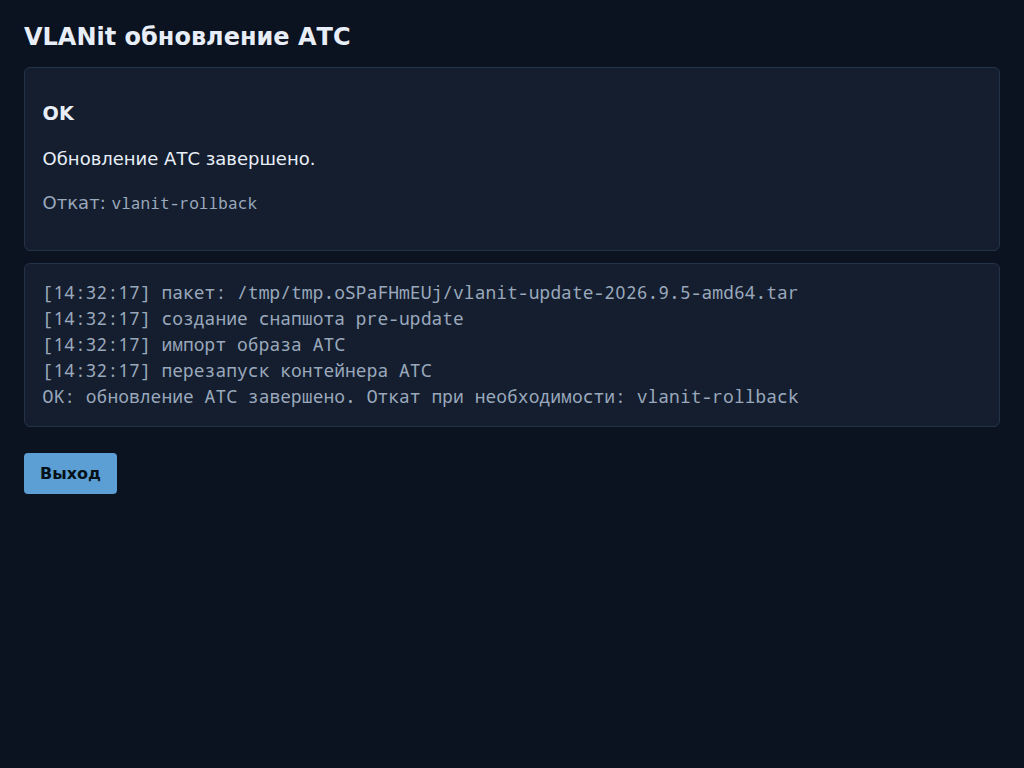 VLANit обновление АТС
OK
Обновление АТС завершено.
Откат: vlanit-rollback
[14:32:17] пакет: /tmp/tmp.oSPaFHmEUj/vlanit-update-2026.9.5-amd64.tar
[14:32:17] создание снапшота pre-update
[14:32:17] импорт образа АТС
[14:32:17] перезапуск контейнера АТС
OK: обновление АТС завершено. Откат при необходимости: vlanit-rollback
Выход